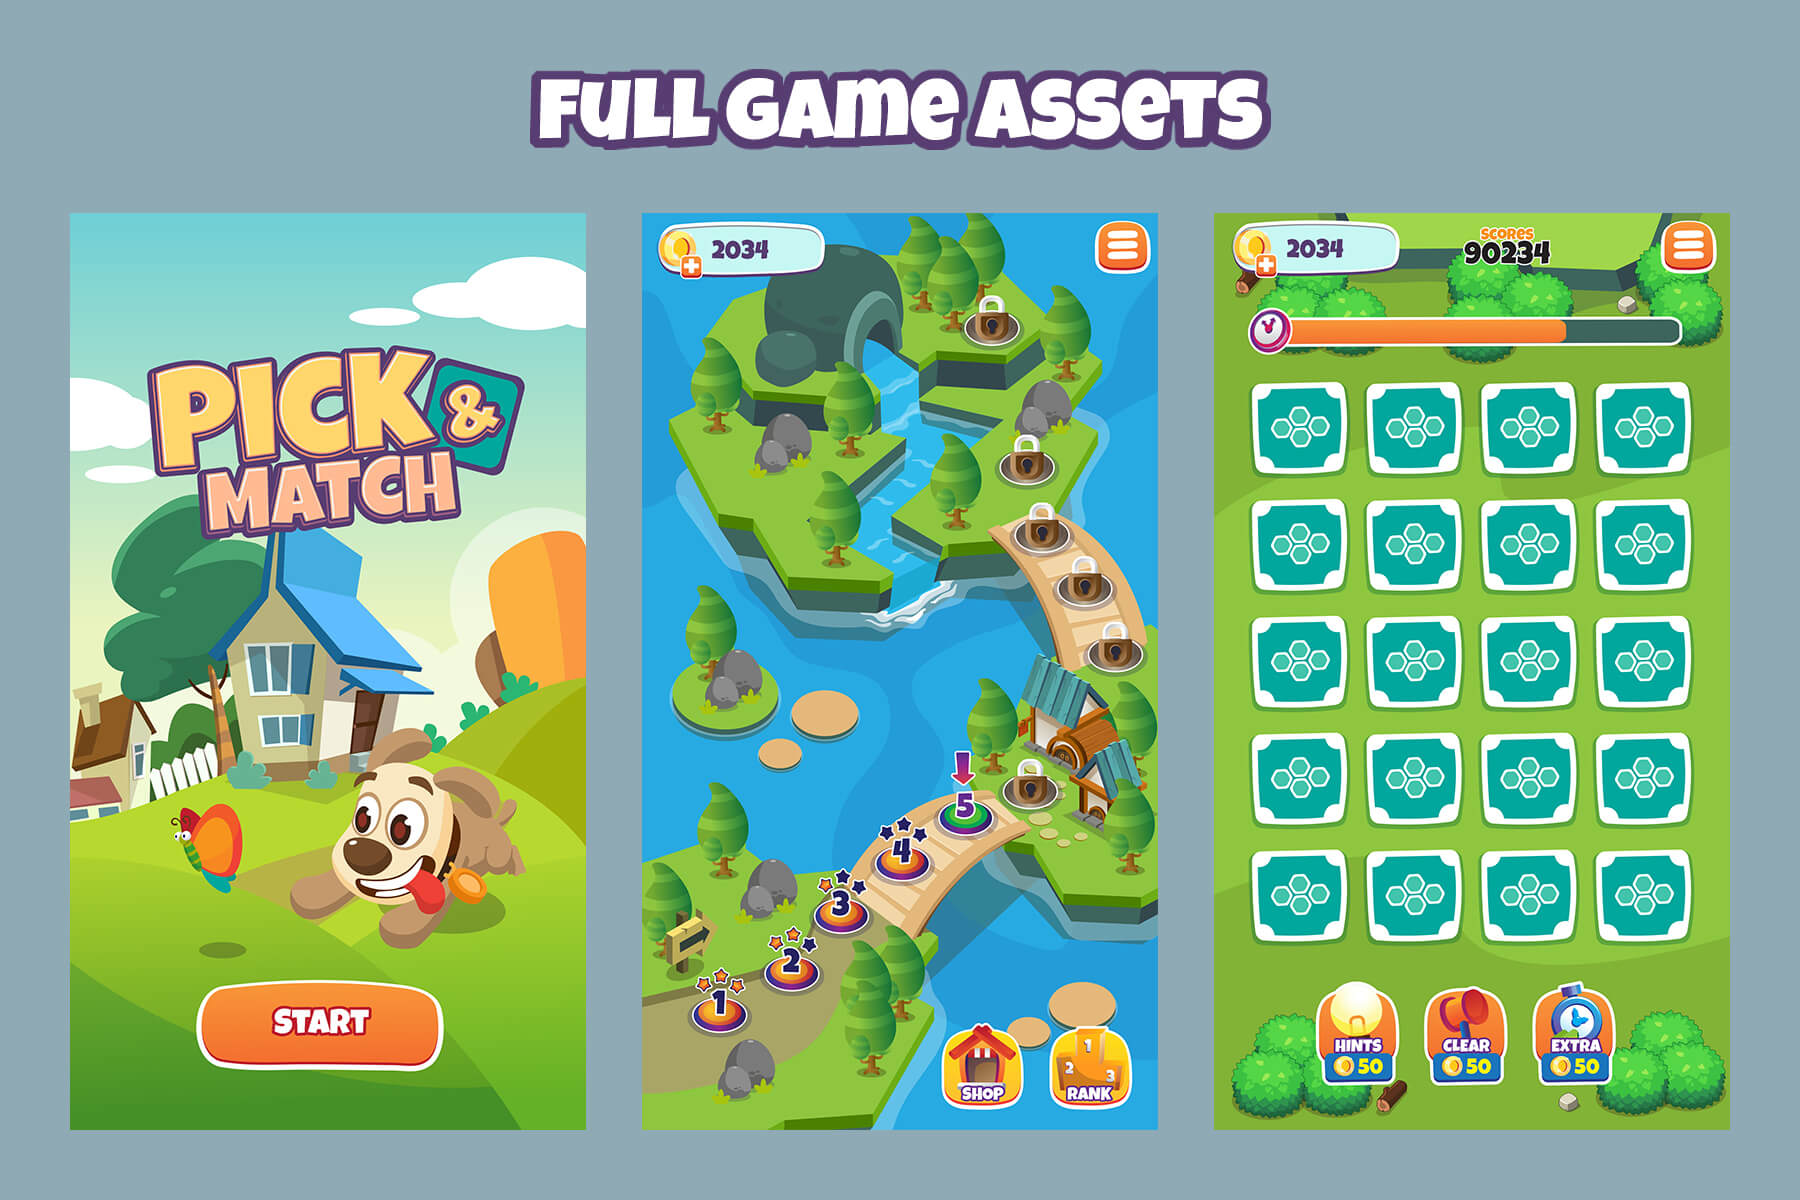 FULL GAME ASSETS
PICK &
MATCH
START
2034
5
4
3
2
1
SHOP
1
2
3
RANK
2034
SCORES
90234
HINTS
50
CLEAR
50
EXTRA
50